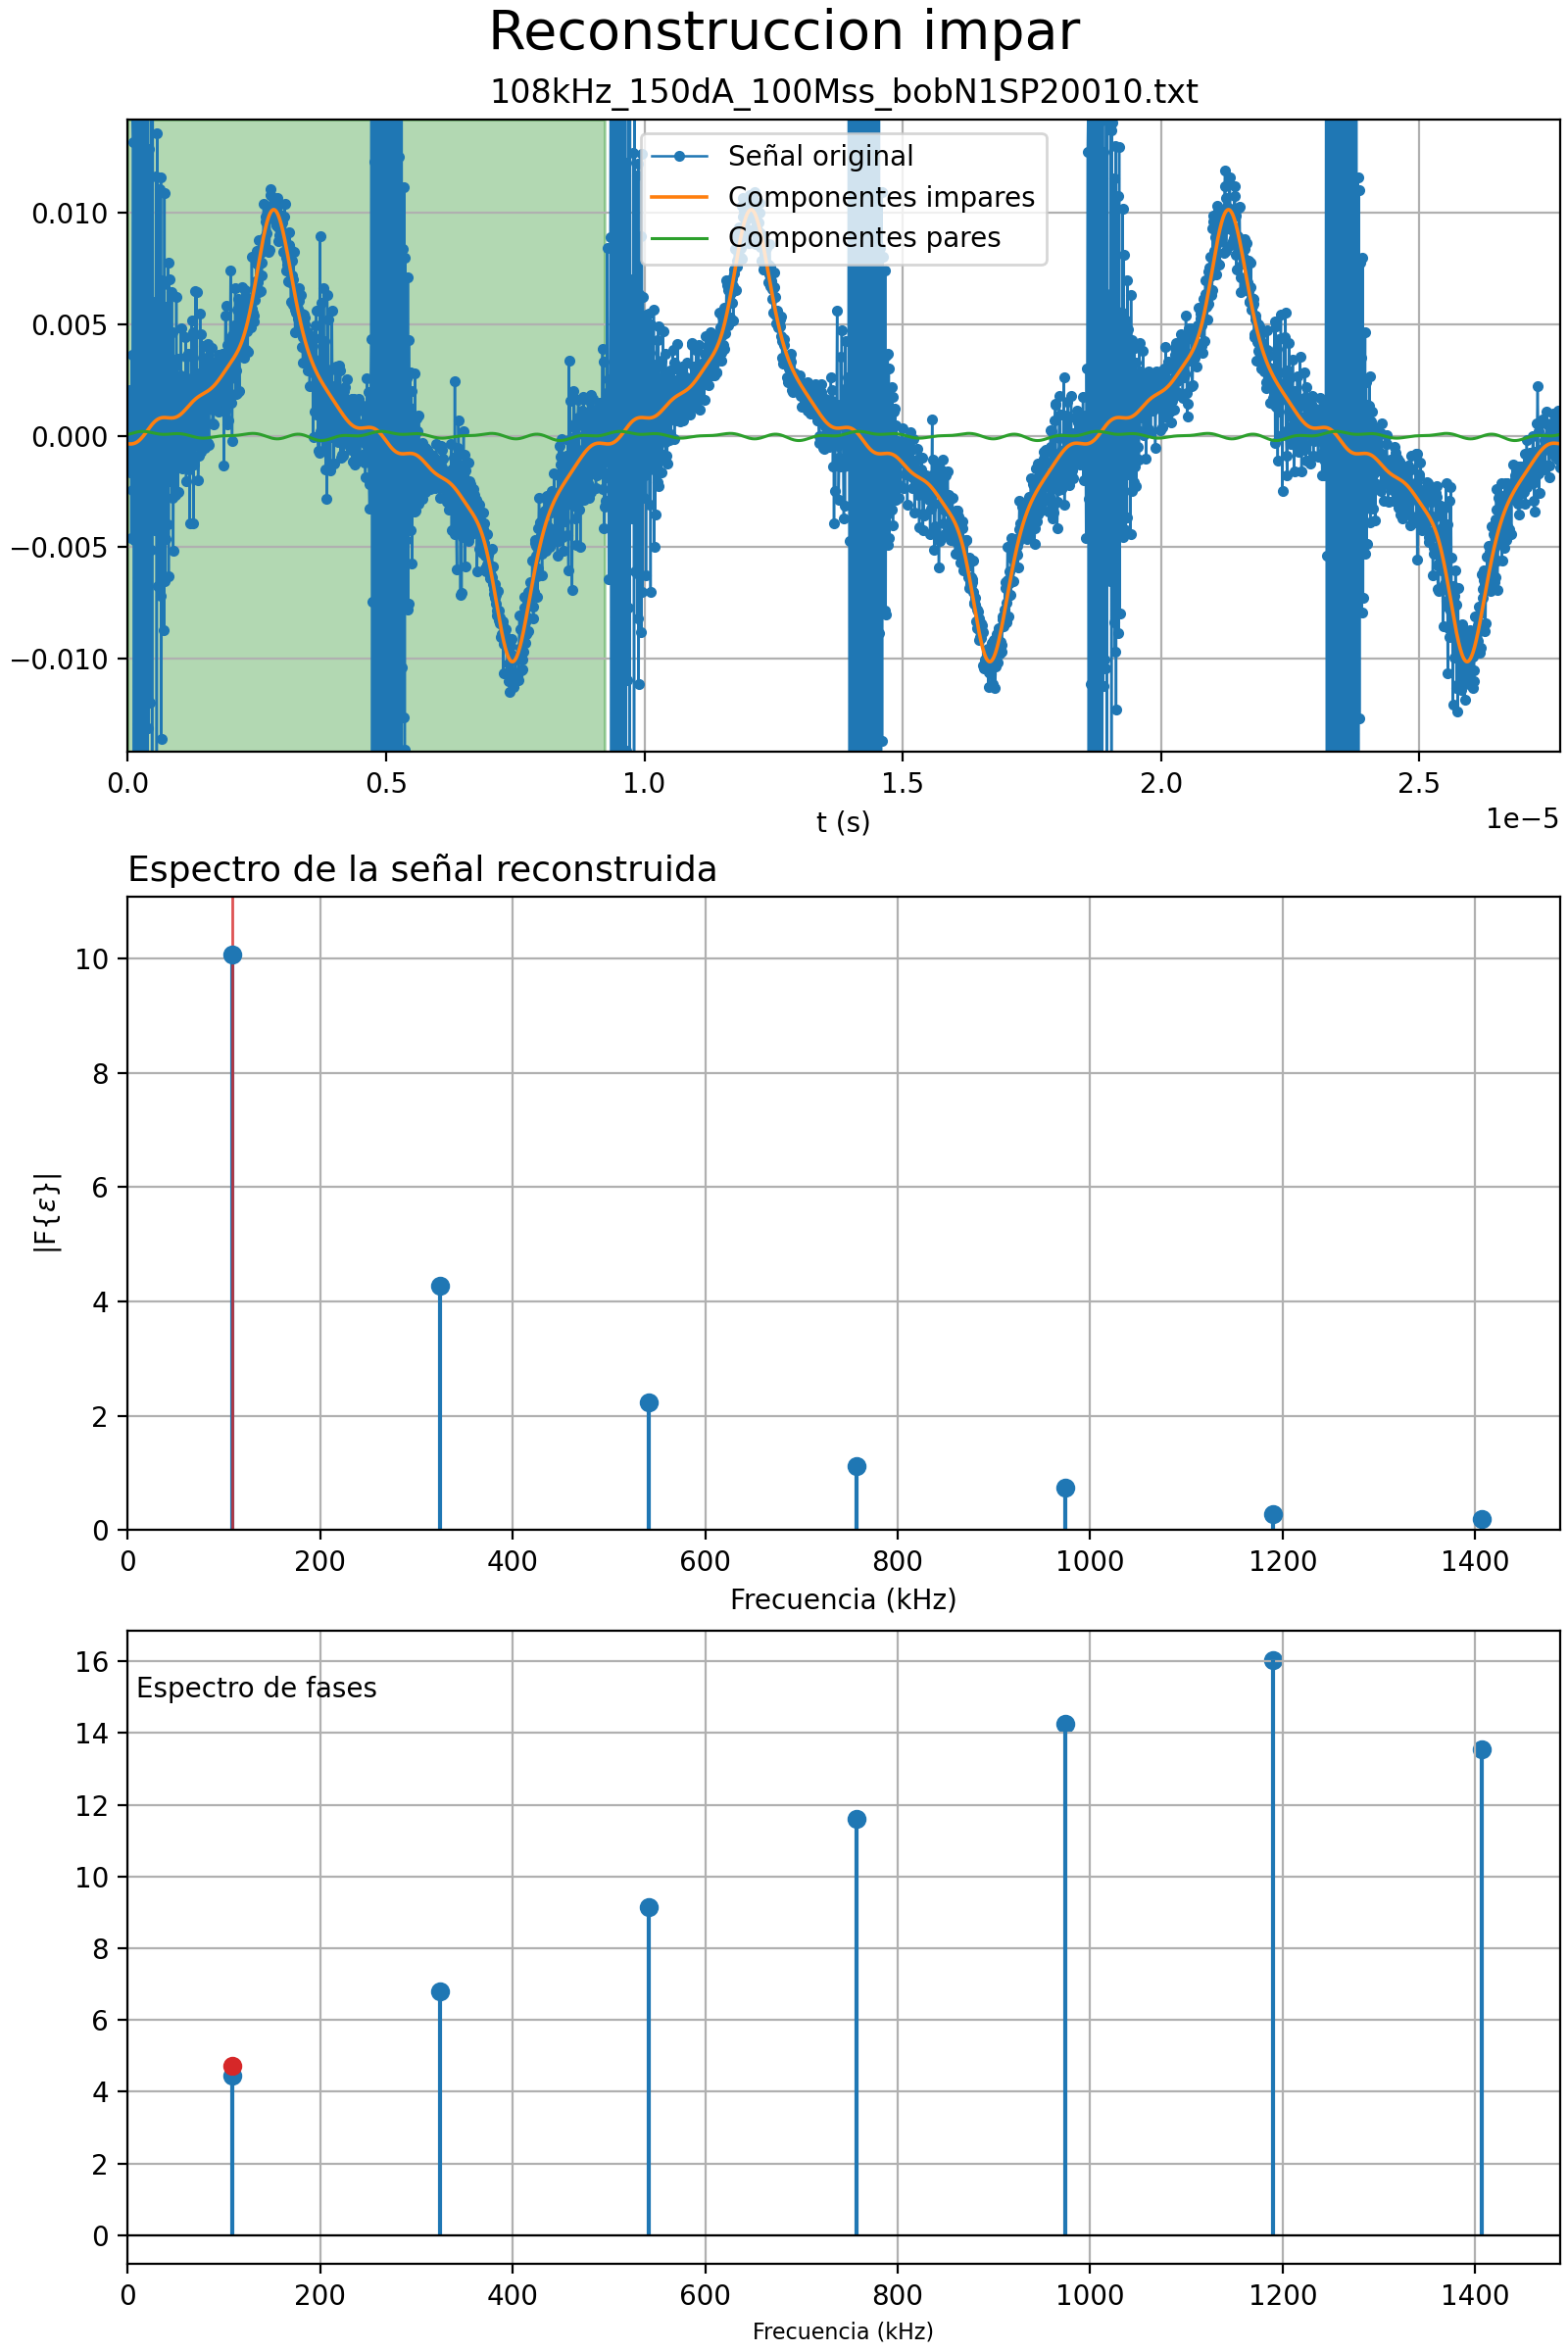 Reconstruccion impar
108kHz_150dA_100Mss_bobN1SP20010.txt
Señal original
Componentes impares
Componentes pares
0.010
0.005
0.000
−0.005
−0.010
0.0 0.5 1.0 1.5 2.0 2.5
1e−5
t (s)
Espectro de la señal reconstruida
10
8
6
4
2
0
|F{ε}|
0 200 400 600 800 1000 1200 1400
Frecuencia (kHz)
Espectro de fases
16
14
12
10
8
6
4
2
0
0 200 400 600 800 1000 1200 1400
Frecuencia (kHz)